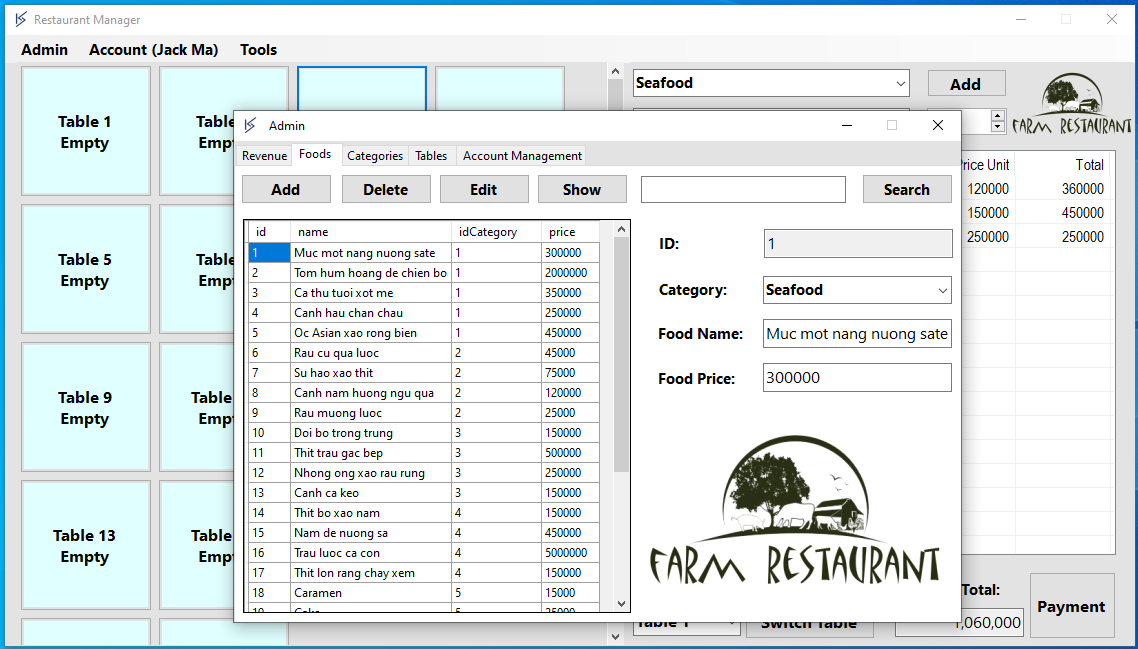 Restaurant Manager
Admin Account (Jack Ma) Tools
Table 1
Empty
Table
Table 5
Empty
Table
Table 9
Empty
Table
Table 13
Empty
Table
Seafood
Add
FARM RESTAURANT
Price Unit Total
120000 360000
150000 450000
250000 250000
Total:
1,060,000
Payment
Table 1
Switch Table
Admin
Revenue Foods Categories Tables Account Management
Add Delete Edit Show Search
id name idCategory price
1 Muc mot nang nuong sate 1 300000
2 Tom hum hoang de chien bo 1 2000000
3 Ca thu tuoi xot me 1 350000
4 Canh hau chan chau 1 250000
5 Oc Asian xao rong bien 1 450000
6 Rau cu qua luoc 2 45000
7 Su hao xao thit 2 75000
8 Canh nam huong ngu qua 2 120000
9 Rau muong luoc 2 25000
10 Doi bo trong trung 3 150000
11 Thit trau gac bep 3 500000
12 Nhong ong xao rau rung 3 250000
13 Canh ca keo 3 150000
14 Thit bo xao nam 4 150000
15 Nam de nuong sa 4 450000
16 Trau luoc ca con 4 5000000
17 Thit lon rang chay xem 4 150000
18 Caramen 5 15000
ID: 1
Category: Seafood
Food Name: Muc mot nang nuong sate
Food Price: 300000
FARM RESTAURANT